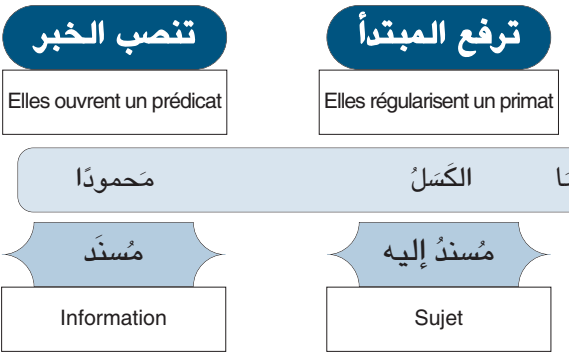 ترفع المبتدأ تنصب الخبر
Elles régularisent un primat Elles ouvrent un prédicat
الكَسَلُ مَحمودًا
مُسندُ إليه مُسنَد
Sujet Information